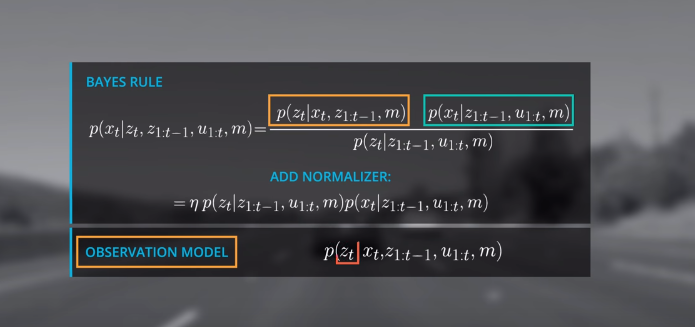 BAYES RULE
p(x_t|z_t, z_{1:t−1}, u_{1:t}, m) = \frac{p(z_t|x_t, z_{1:t−1}, m) p(x_t|z_{1:t−1}, u_{1:t}, m)}{p(z_t|z_{1:t−1}, u_{1:t}, m)}
ADD NORMALIZER:
= η p(z_t|z_{1:t−1}, u_{1:t}, m)p(x_t|z_{1:t−1}, u_{1:t}, m)
OBSERVATION MODEL p(z_t|x_t,z_{1:t−1}, u_{1:t}, m)